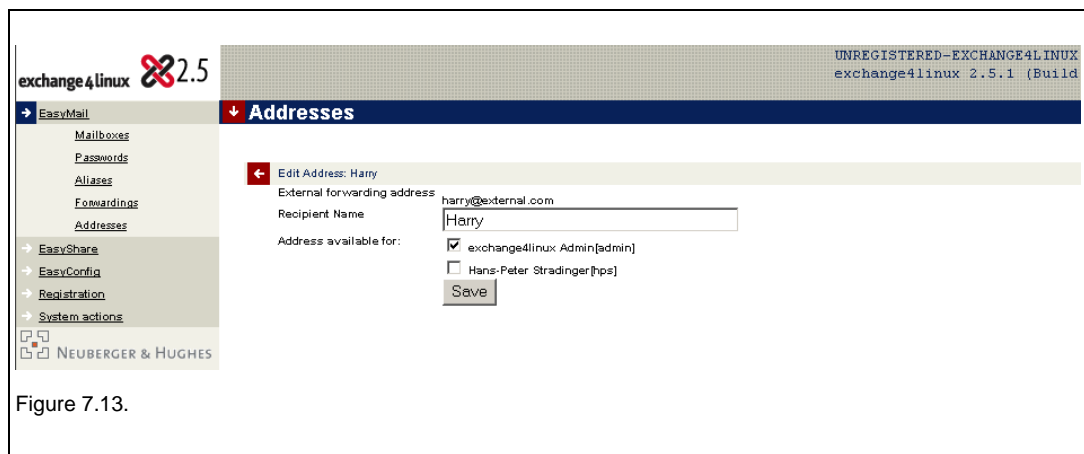 exchange4linux 2.5
UNREGISTERED-EXCHANGE4LINUX
exchange4linux 2.5.1 (Build
EasyMail
Mailboxes
Passwords
Aliases
Forwardings
Addresses
EasyShare
EasyConfig
Registration
System actions
NEUBERGER & HUGHES
Addresses
Edit Address: Harry
External forwarding address harry@external.com
Recipient Name Harry
Address available for: exchange4linux Admin[admin]
Hans-Peter Stradinger[hps]
Save
Figure 7.13.